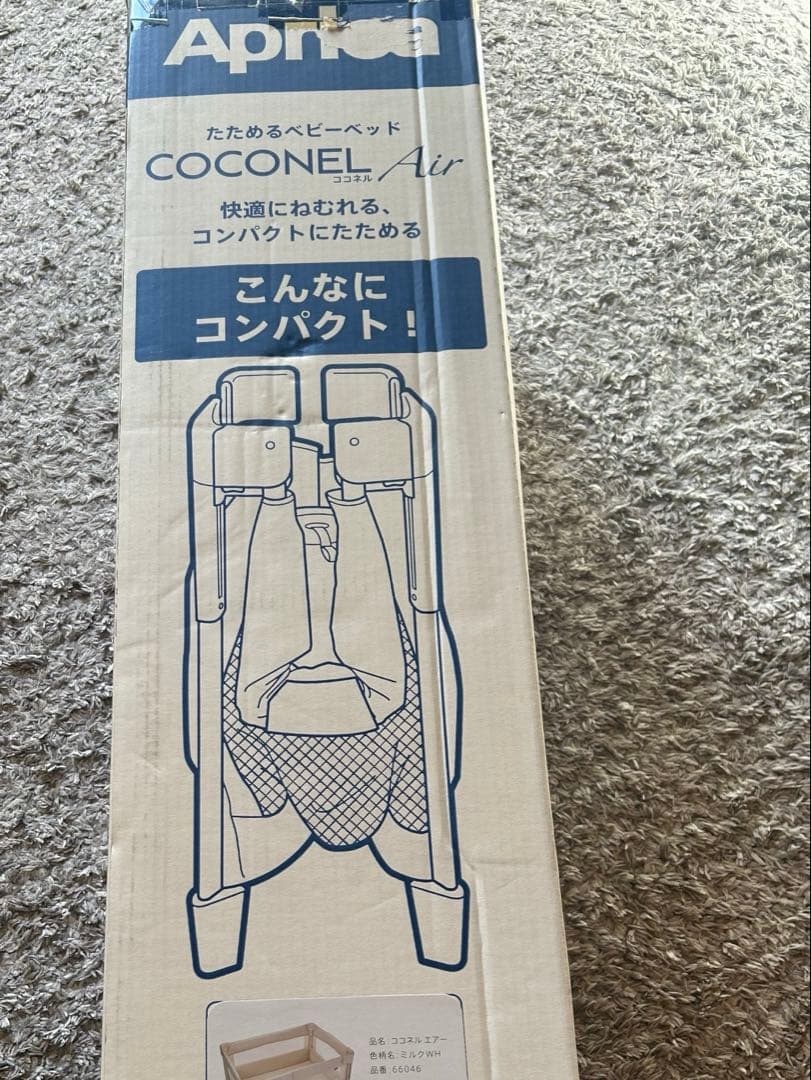 Aprica
たためるベビーベッド
COCONEL Air
ココネル
快適にねむれる、
コンパクトにたためる
こんなに
コンパクト!
品名:ココネル エアー
色柄名:ミルクWH
品番:66046